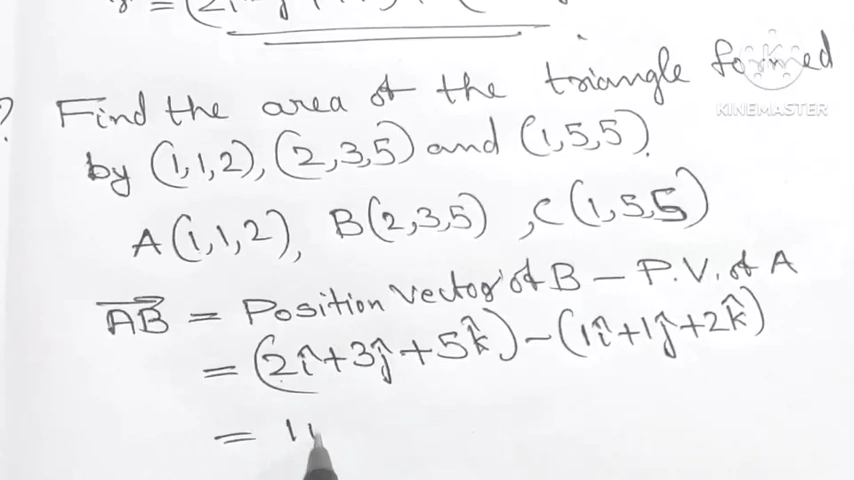 KINEMASTER
? Find the area of the triangle formed
by (1,1,2), (2,3,5) and (1,5,5).
A(1,1,2), B(2,3,5) , C(1,5,5)
AB = Position Vector of B - P.V. of A
= (2î+3ĵ+5k̂) - (1î+1ĵ+2k̂)
=